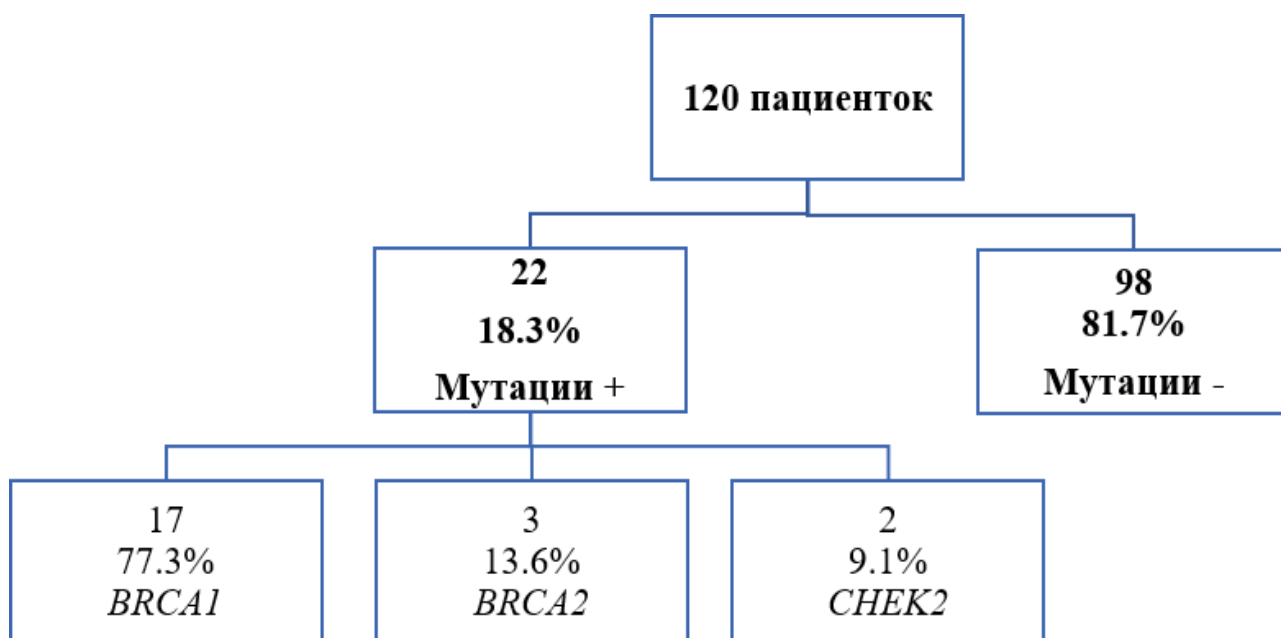 120 пациенток
22
18.3%
Мутации +
98
81.7%
Мутации -
17
77.3%
BRCA1
3
13.6%
BRCA2
2
9.1%
CHEK2